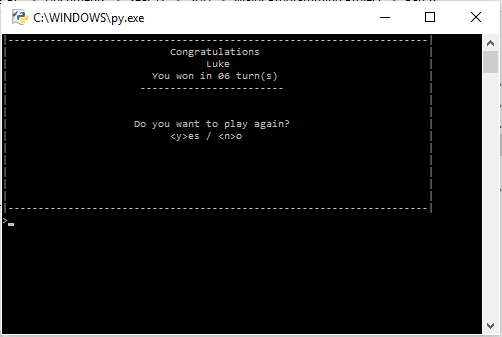 C:\WINDOWS\py.exe
|----------------------------------------------------------------------|
Congratulations
Luke
You won in 06 turn(s)
------------------------
Do you want to play again?
<y>es / <n>o
|----------------------------------------------------------------------|
>_